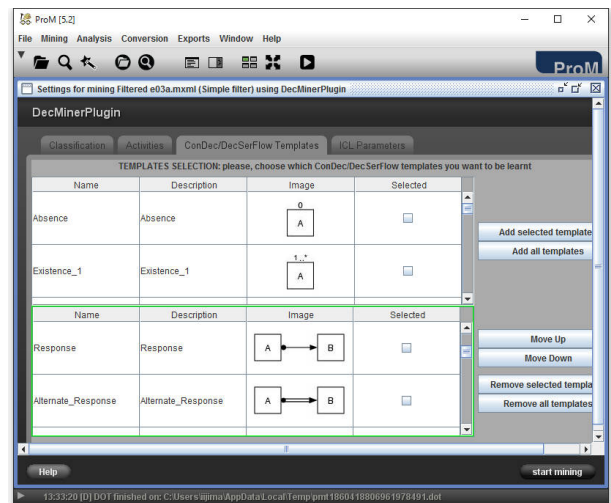 ProM [5.2]
File Mining Analysis Conversion Exports Window Help
ProM
Settings for mining Filtered e03a.mxml (Simple filter) using DecMinerPlugin
DecMinerPlugin
Classification Activities ConDec/DecSerFlow Templates ICL Parameters
TEMPLATES SELECTION: please, choose which ConDec/DecSerFlow templates you want to be learnt
Name Description Image Selected
0
Absence Absence A
1..*
Existence_1 Existence_1 A
Add selected template
Add all templates
Name Description Image Selected
Response Response A B
Alternate_Response Alternate_Response A B
Move Up
Move Down
Remove selected templa
Remove all templates
Help start mining
13:33:20 [D] DOT finished on: C:\Users\iijima\AppData\Local\Temp\pmt1860418806961978491.dot